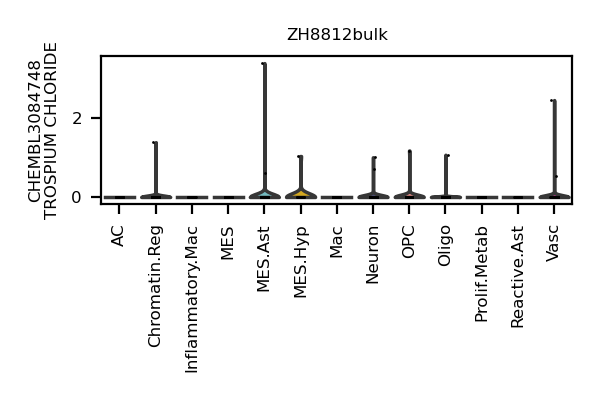 ZH8812bulk
CHEMBL3084748
TROSPIUM CHLORIDE
2
0
AC
Chromatin.Reg
Inflammatory.Mac
MES
MES.Ast
MES.Hyp
Mac
Neuron
OPC
Oligo
Prolif.Metab
Reactive.Ast
Vasc